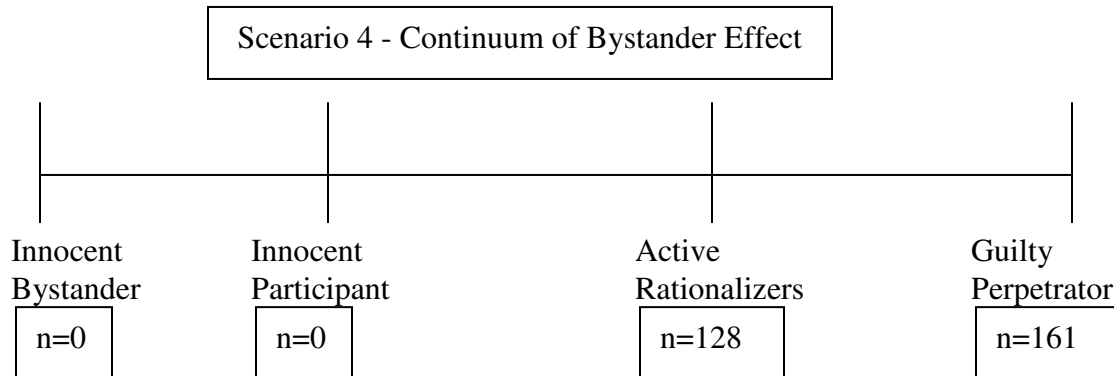 Scenario 4 - Continuum of Bystander Effect
Innocent
Bystander
n=0
Innocent
Participant
n=0
Active
Rationalizers
n=128
Guilty
Perpetrator
n=161